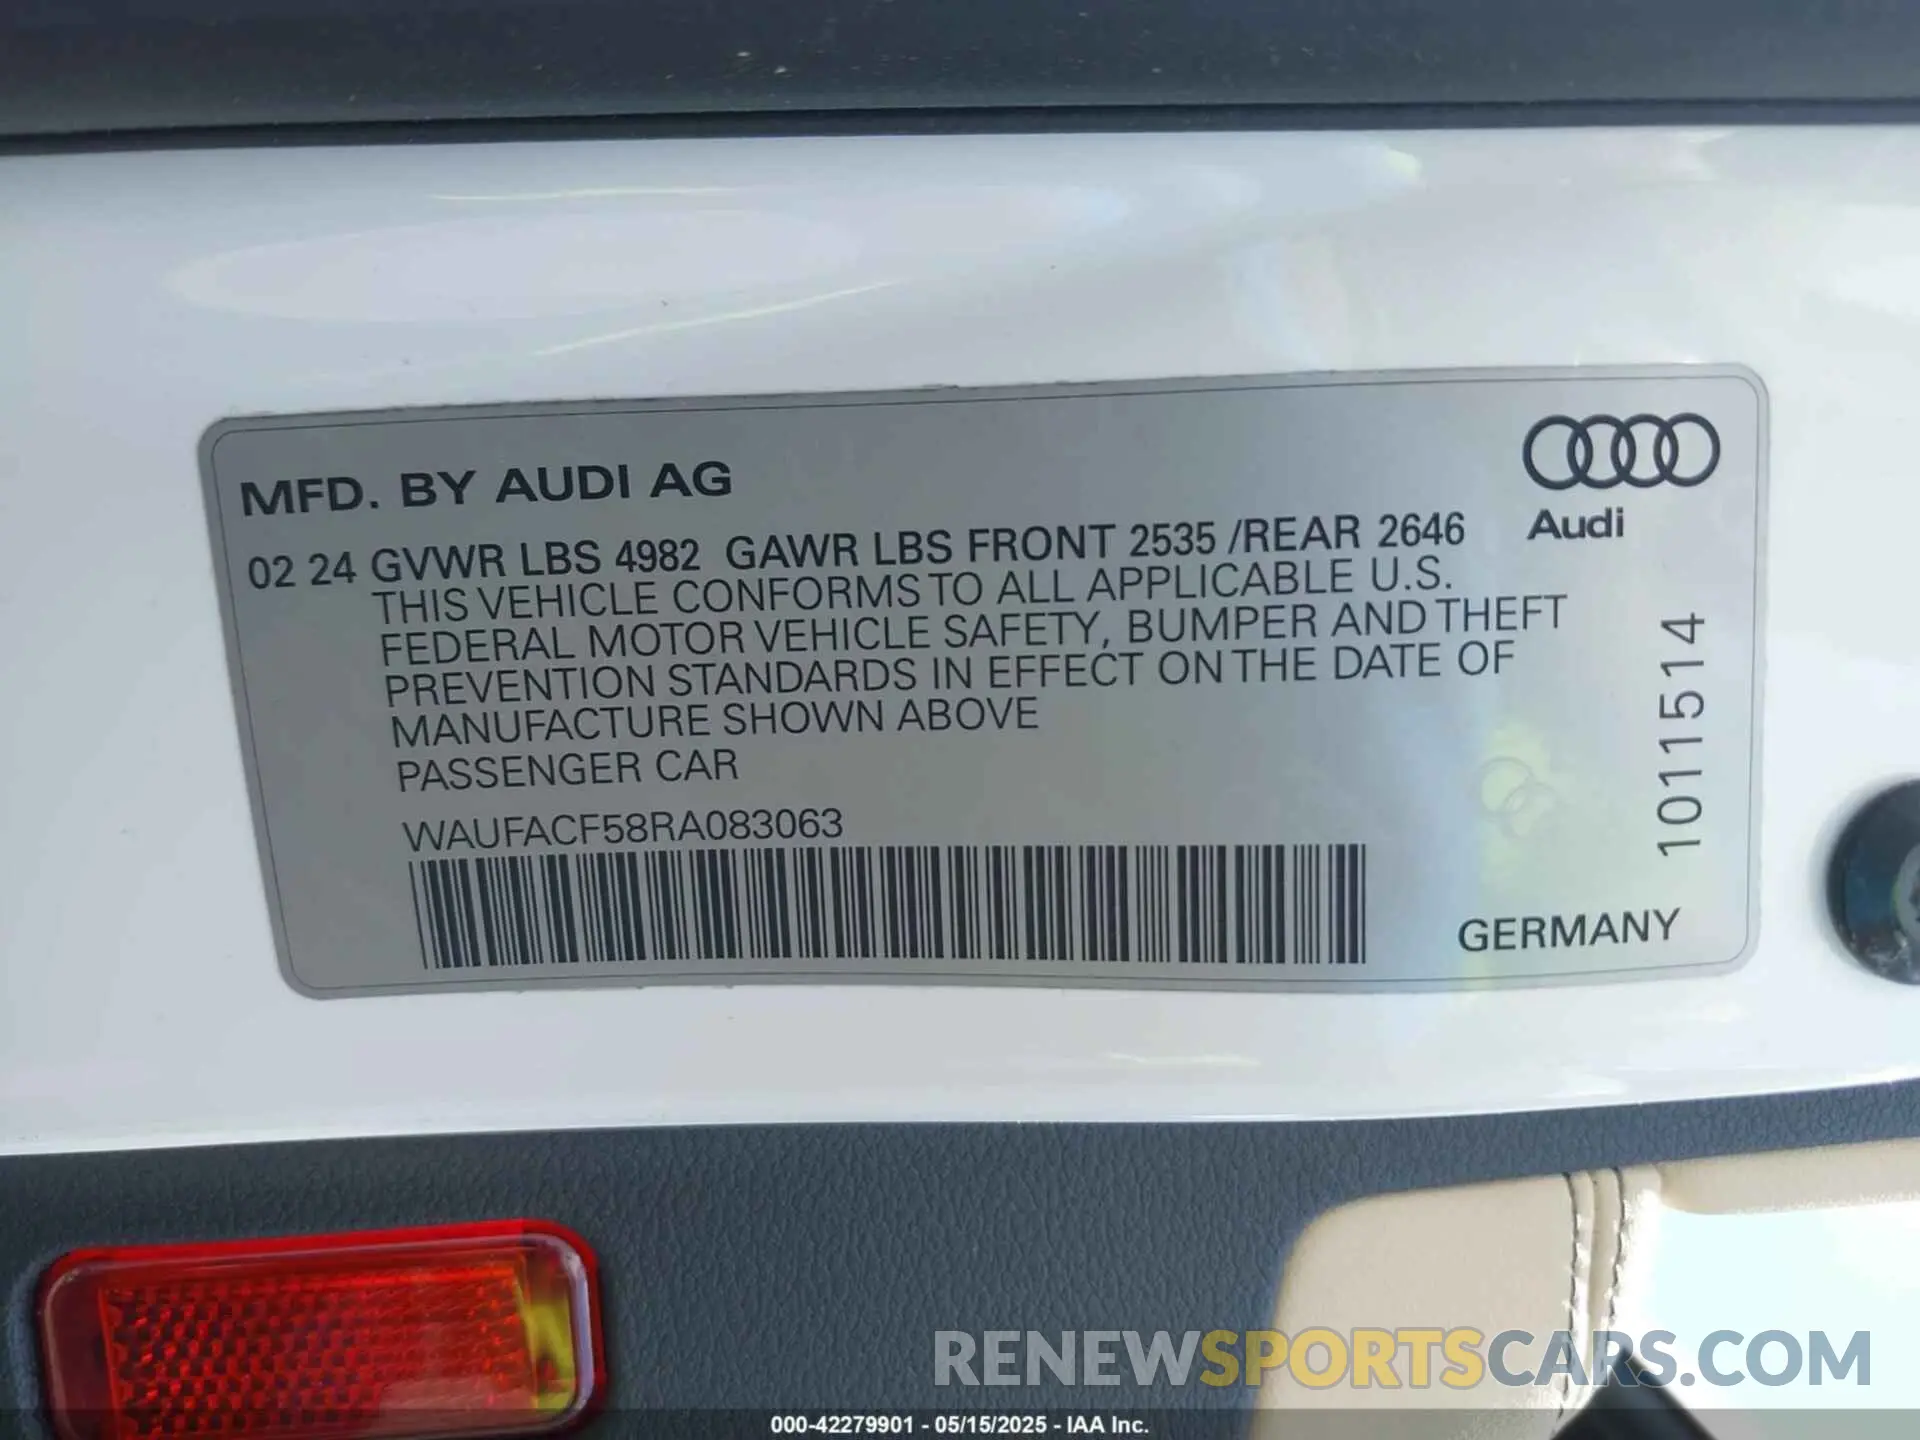 MFD. BY AUDI AG
Audi
02 24 GVWR LBS 4982 GAWR LBS FRONT 2535 /REAR 2646
THIS VEHICLE CONFORMS TO ALL APPLICABLE U.S.
FEDERAL MOTOR VEHICLE SAFETY, BUMPER AND THEFT
PREVENTION STANDARDS IN EFFECT ON THE DATE OF
MANUFACTURE SHOWN ABOVE
PASSENGER CAR
WAUFACF58RA083063
1011514
GERMANY
RENEWSPORTSCARS.COM
000-42279901 - 05/15/2025 - IAA Inc.